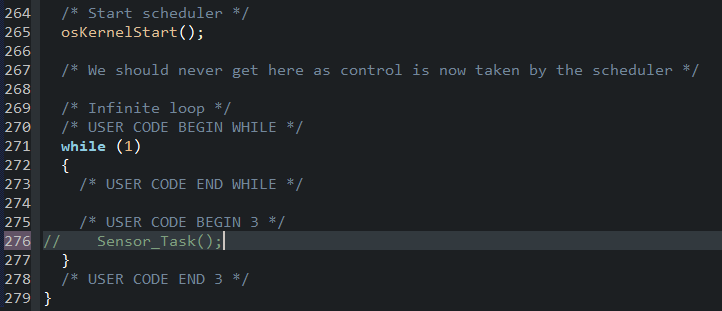 264   /* Start scheduler */
265   osKernelStart();
266
267   /* We should never get here as control is now taken by the scheduler */
268
269   /* Infinite loop */
270   /* USER CODE BEGIN WHILE */
271   while (1)
272   {
273     /* USER CODE END WHILE */
274
275     /* USER CODE BEGIN 3 */
276 //    Sensor_Task();
277   }
278   /* USER CODE END 3 */
279 }